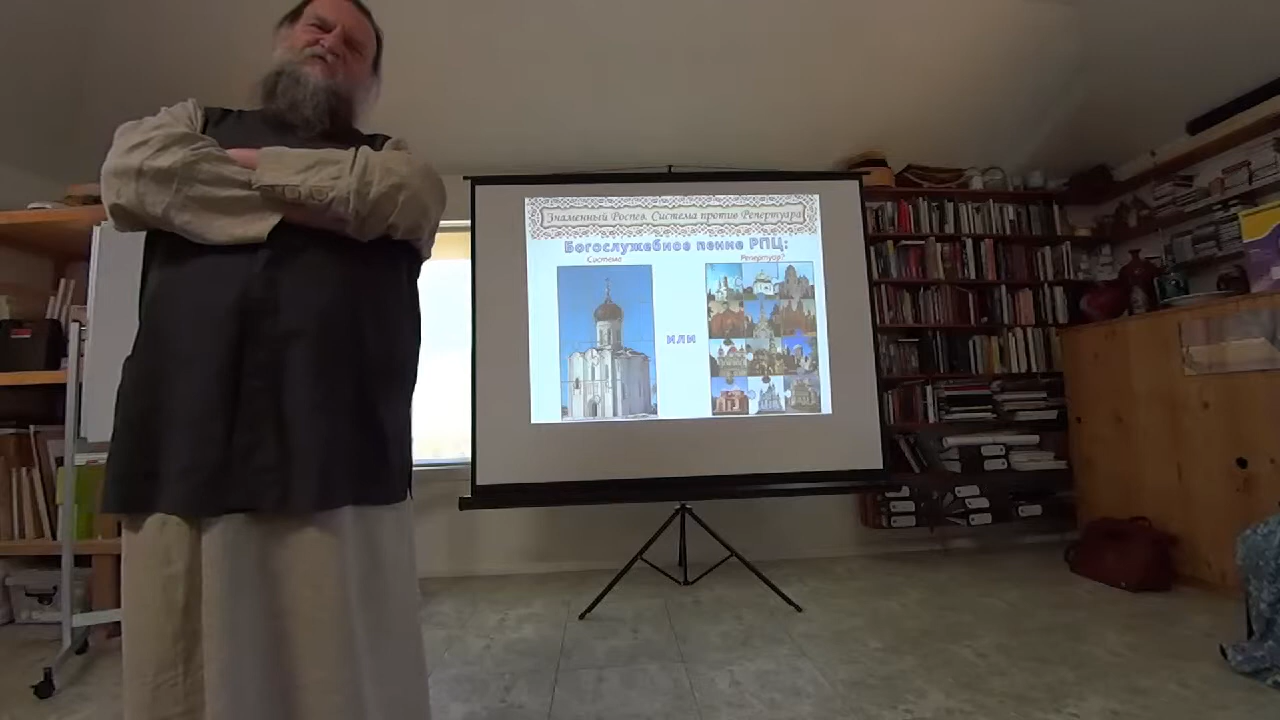 Знаменный Роспев. Система против Репертуара
Богослужебное пение РПЦ:
Система
Репертуар?
или